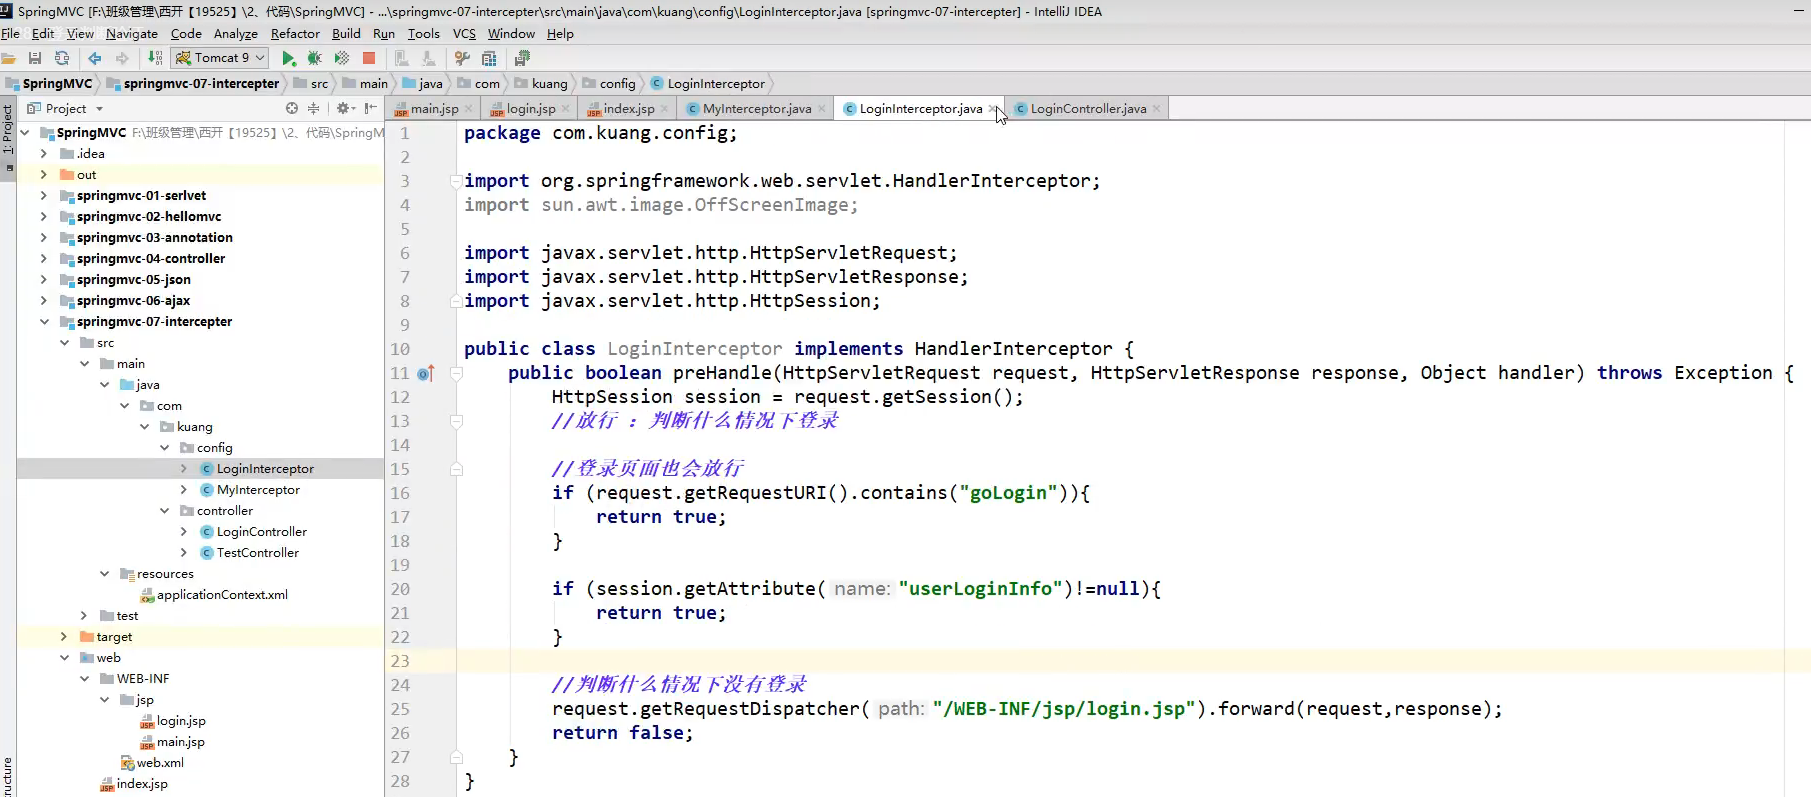 SpringMVC [F:\班级管理\西开【19525】\2、代码\SpringMVC] - ...\springmvc-07-intercepter\src\main\java\com\kuang\config\LoginInterceptor.java [springmvc-07-intercepter] - IntelliJ IDEA
File Edit View Navigate Code Analyze Refactor Build Run Tools VCS Window Help
Tomcat 9
SpringMVC springmvc-07-intercepter src main java com kuang config LoginInterceptor
Project
main.jsp login.jsp index.jsp MyInterceptor.java LoginInterceptor.java LoginController.java
1: Project
SpringMVC F:\班级管理\西开【19525】\2、代码\SpringM
.idea
out
springmvc-01-serlvet
springmvc-02-hellomvc
springmvc-03-annotation
springmvc-04-controller
springmvc-05-json
springmvc-06-ajax
springmvc-07-intercepter
src
main
java
com
kuang
config
LoginInterceptor
MyInterceptor
controller
LoginController
TestController
resources
applicationContext.xml
test
target
web
WEB-INF
jsp
login.jsp
main.jsp
web.xml
index.jsp
ructure
1 package com.kuang.config;
2
3 import org.springframework.web.servlet.HandlerInterceptor;
4 import sun.awt.image.OffScreenImage;
5
6 import javax.servlet.http.HttpServletRequest;
7 import javax.servlet.http.HttpServletResponse;
8 import javax.servlet.http.HttpSession;
9
10 public class LoginInterceptor implements HandlerInterceptor {
11 public boolean preHandle(HttpServletRequest request, HttpServletResponse response, Object handler) throws Exception {
12 HttpSession session = request.getSession();
13 //放行 : 判断什么情况下登录
14
15 //登录页面也会放行
16 if (request.getRequestURI().contains("goLogin")){
17 return true;
18 }
19
20 if (session.getAttribute( name: "userLoginInfo")!=null){
21 return true;
22 }
23
24 //判断什么情况下没有登录
25 request.getRequestDispatcher( path: "/WEB-INF/jsp/login.jsp").forward(request,response);
26 return false;
27 }
28 }